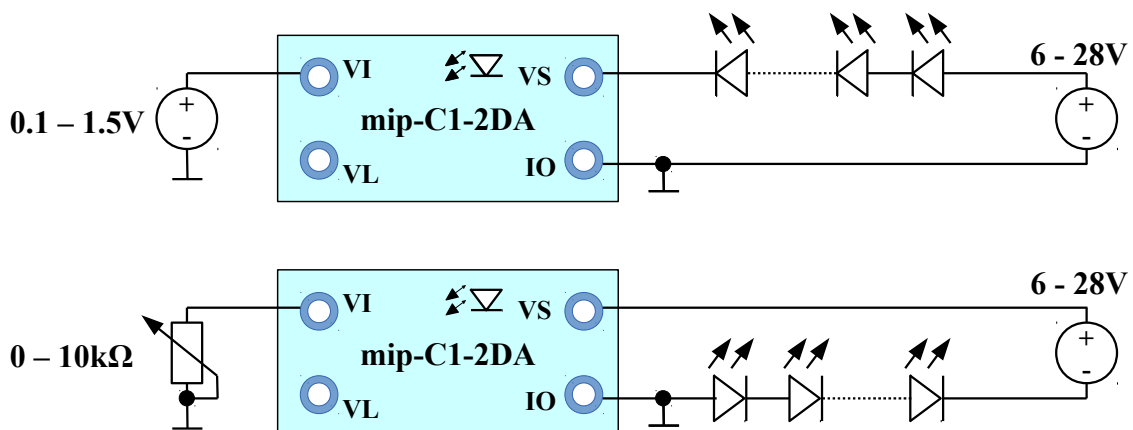 6 - 28V
VI
VS
+
+
0.1 – 1.5V
mip-C1-2DA
-
-
VL
IO
6 - 28V
VI
VS
+
0 – 10kΩ
mip-C1-2DA
-
VL
IO